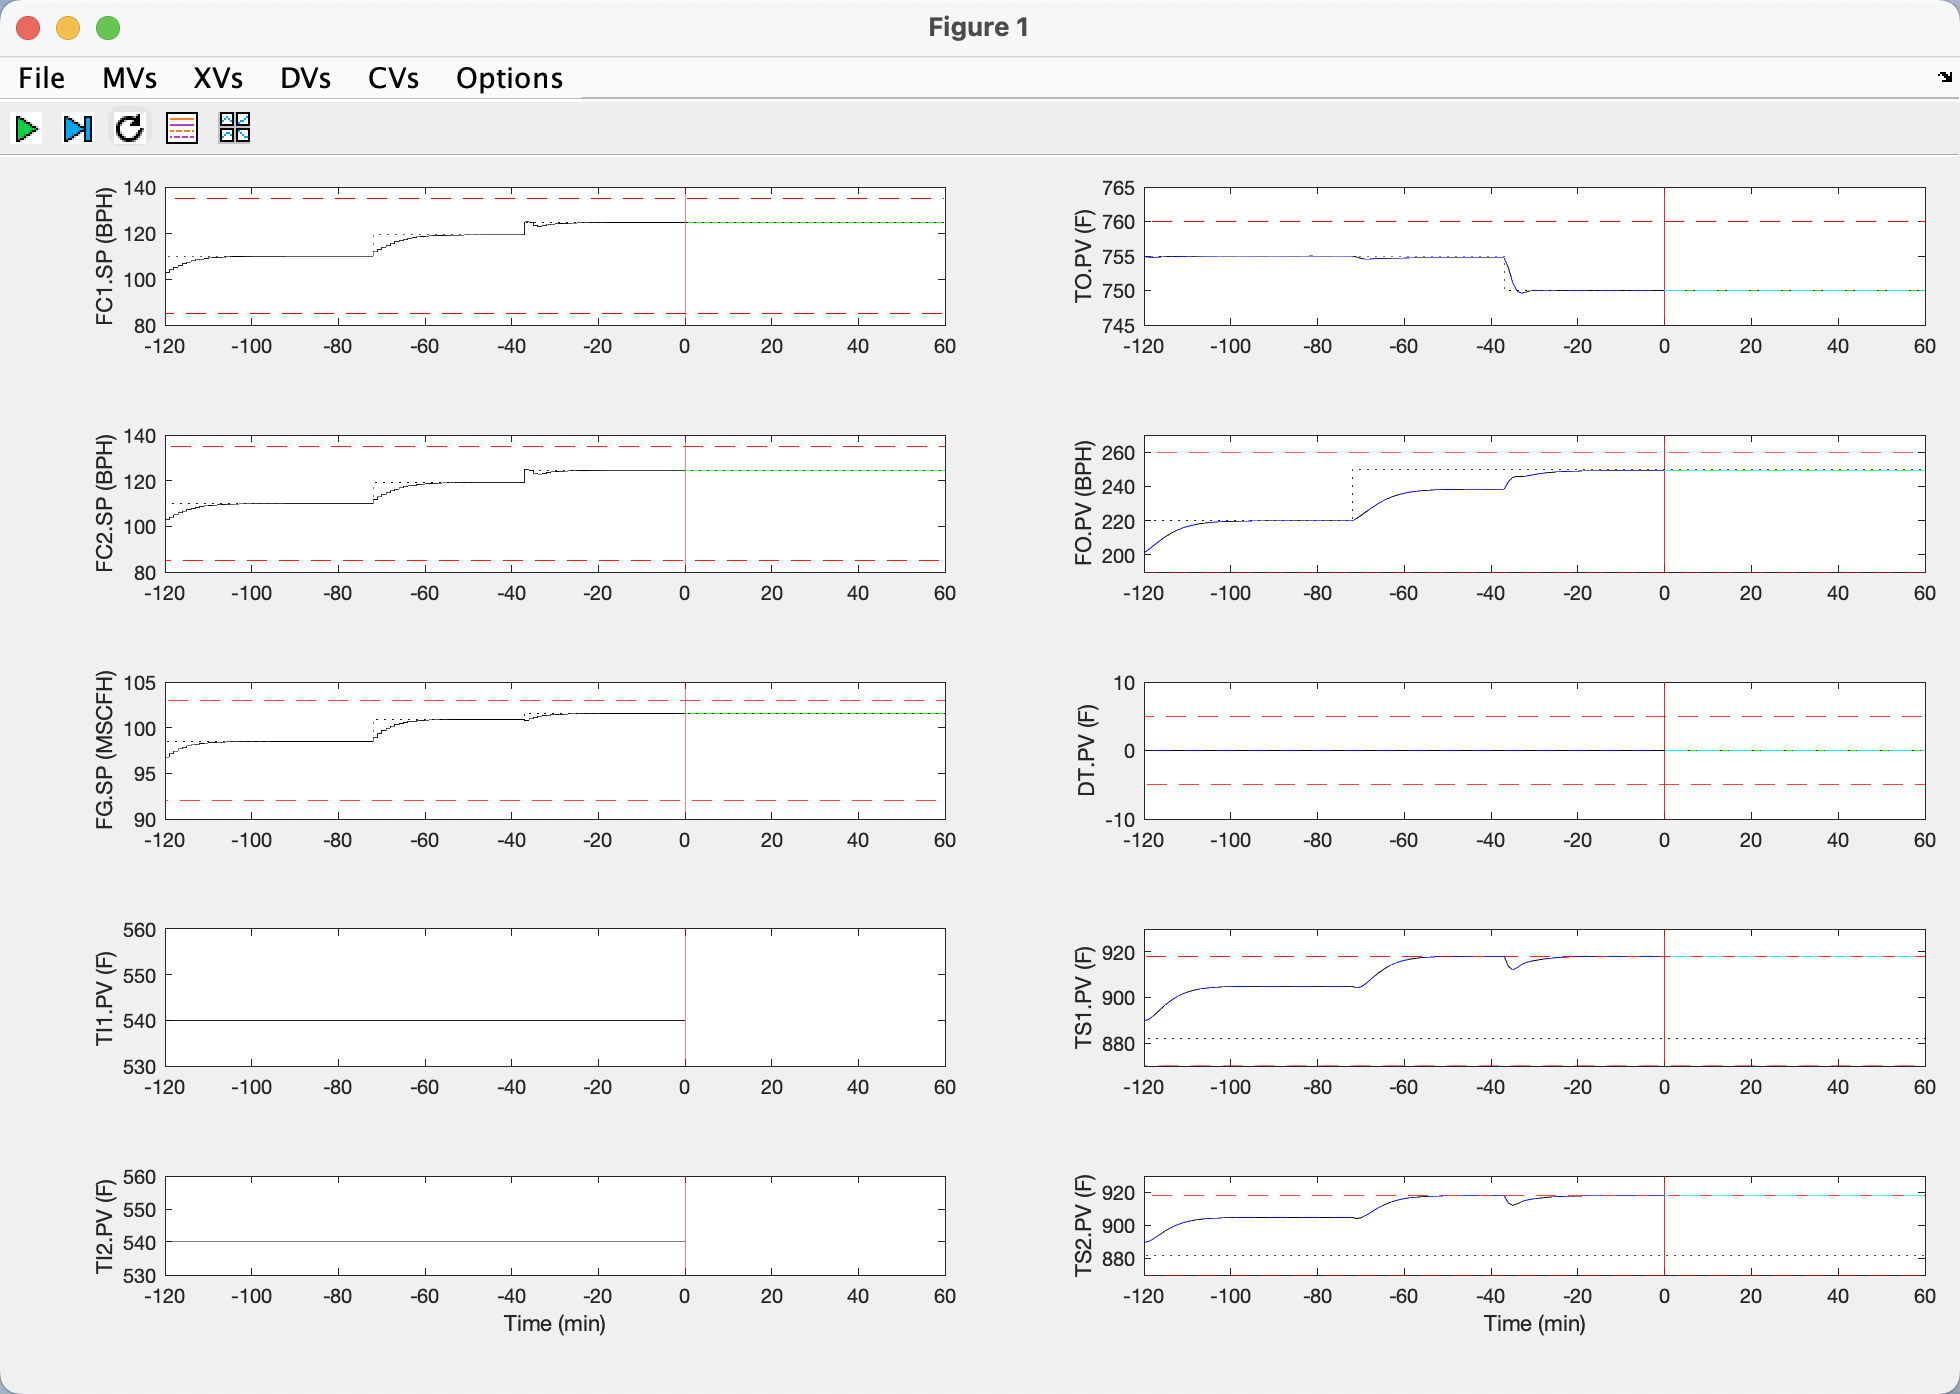 Figure 1
File MVs XVs DVs CVs Options
FC1.SP (BPH)
140
120
100
80
-120 -100 -80 -60 -40 -20 0 20 40 60
TO.PV (F)
765
760
755
750
745
-120 -100 -80 -60 -40 -20 0 20 40 60
FC2.SP (BPH)
140
120
100
80
-120 -100 -80 -60 -40 -20 0 20 40 60
FO.PV (BPH)
260
240
220
200
-120 -100 -80 -60 -40 -20 0 20 40 60
FG.SP (MSCFH)
105
100
95
90
-120 -100 -80 -60 -40 -20 0 20 40 60
DT.PV (F)
10
0
-10
-120 -100 -80 -60 -40 -20 0 20 40 60
TI1.PV (F)
560
550
540
530
-120 -100 -80 -60 -40 -20 0 20 40 60
TS1.PV (F)
920
900
880
-120 -100 -80 -60 -40 -20 0 20 40 60
TI2.PV (F)
560
550
540
530
-120 -100 -80 -60 -40 -20 0 20 40 60
Time (min)
TS2.PV (F)
920
900
880
-120 -100 -80 -60 -40 -20 0 20 40 60
Time (min)